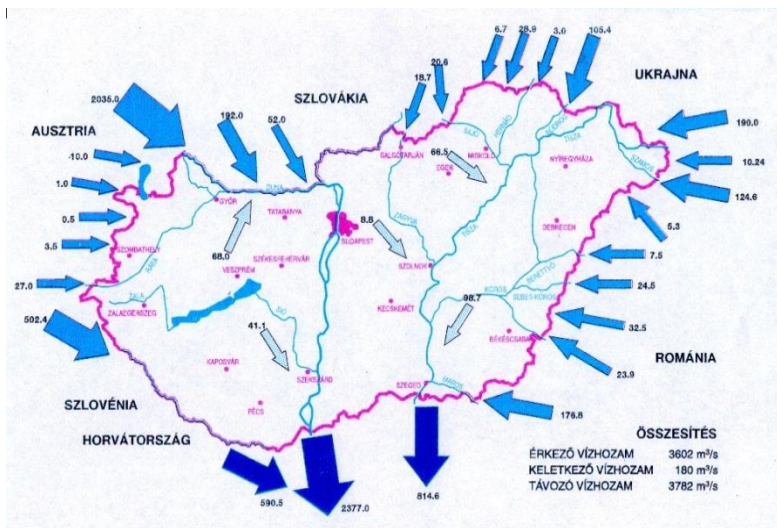 6.7
28.9
3.0
105.4
20.6
18.7
UKRAJNA
SZLOVÁKIA
2035.0
192.0
52.0
AUSZTRIA
190.0
-10.0
10.24
1.0
124.6
0.5
5.3
3.5
7.5
27.0
24.5
502.4
32.5
23.9
ROMÁNIA
176.8
SZLOVÉNIA
HORVÁTORSZÁG
590.5
2377.0
814.6
66.5
8.8
68.0
41.1
98.7
SAJÓ
HERNÁD
BODROG
TISZA
SZAMOS
SALGÓTARJÁN
MISKOLC
EGER
NYÍREGYHÁZA
DUNA
GYŐR
TATABÁNYA
BUDAPEST
ZAGYVA
TISZA
DEBRECEN
SZOMBATHELY
RÁBA
VESZPRÉM
SZÉKESFEHÉRVÁR
SZOLNOK
BERETTYÓ
KÖRÖS
SEBES-KÖRÖS
ZALA
ZALAEGERSZEG
SIÓ
KECSKEMÉT
BÉKÉSCSABA
KAPOSVÁR
SZEKSZÁRD
PÉCS
SZEGED
MAROS
ÖSSZESÍTÉS
ÉRKEZŐ VÍZHOZAM 3602 m³/s
KELETKEZŐ VÍZHOZAM 180 m³/s
TÁVOZÓ VÍZHOZAM 3782 m³/s